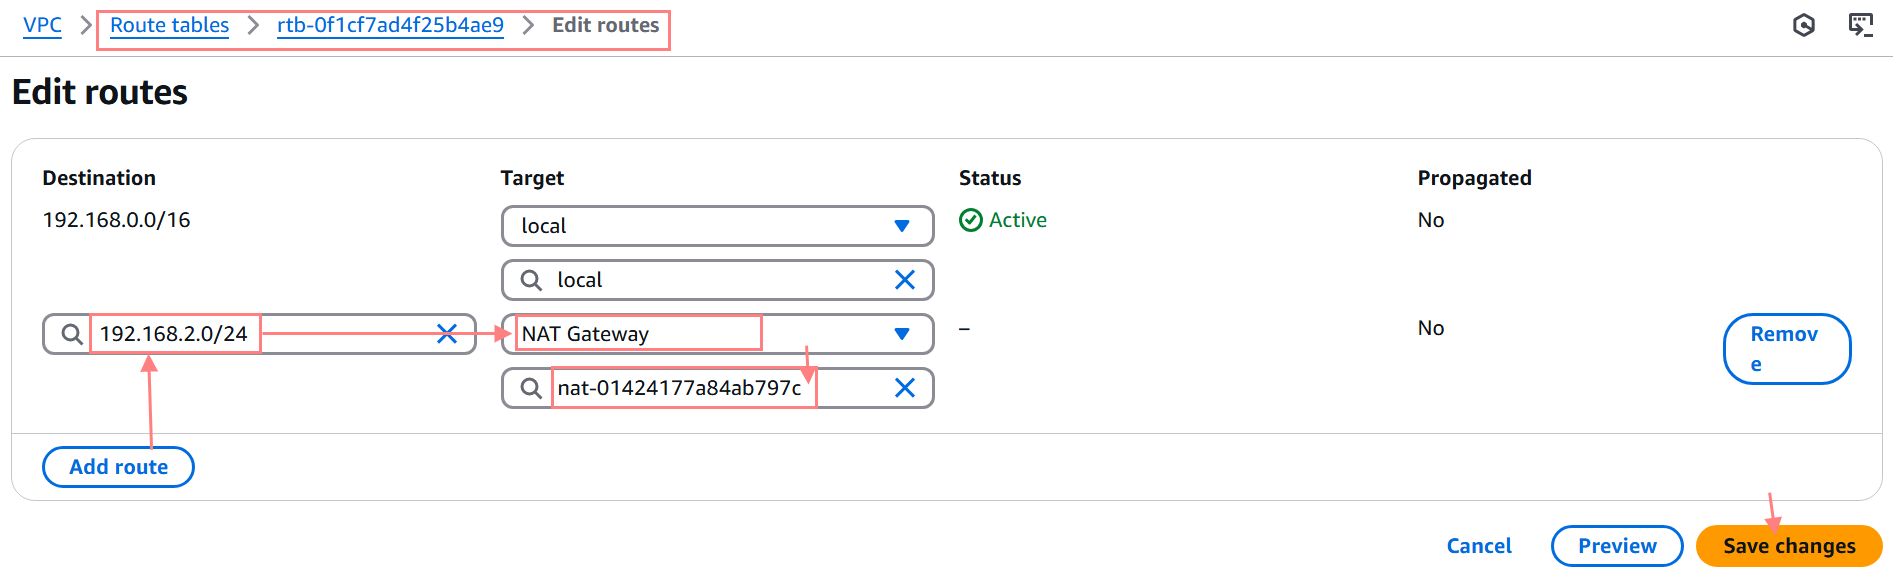 VPC > Route tables > rtb-0f1cf7ad4f25b4ae9 > Edit routes
Edit routes
Destination Target Status Propagated
192.168.0.0/16 local Active No
local
192.168.2.0/24 NAT Gateway – No Remov
e
nat-01424177a84ab797c
Add route
Cancel Preview Save changes